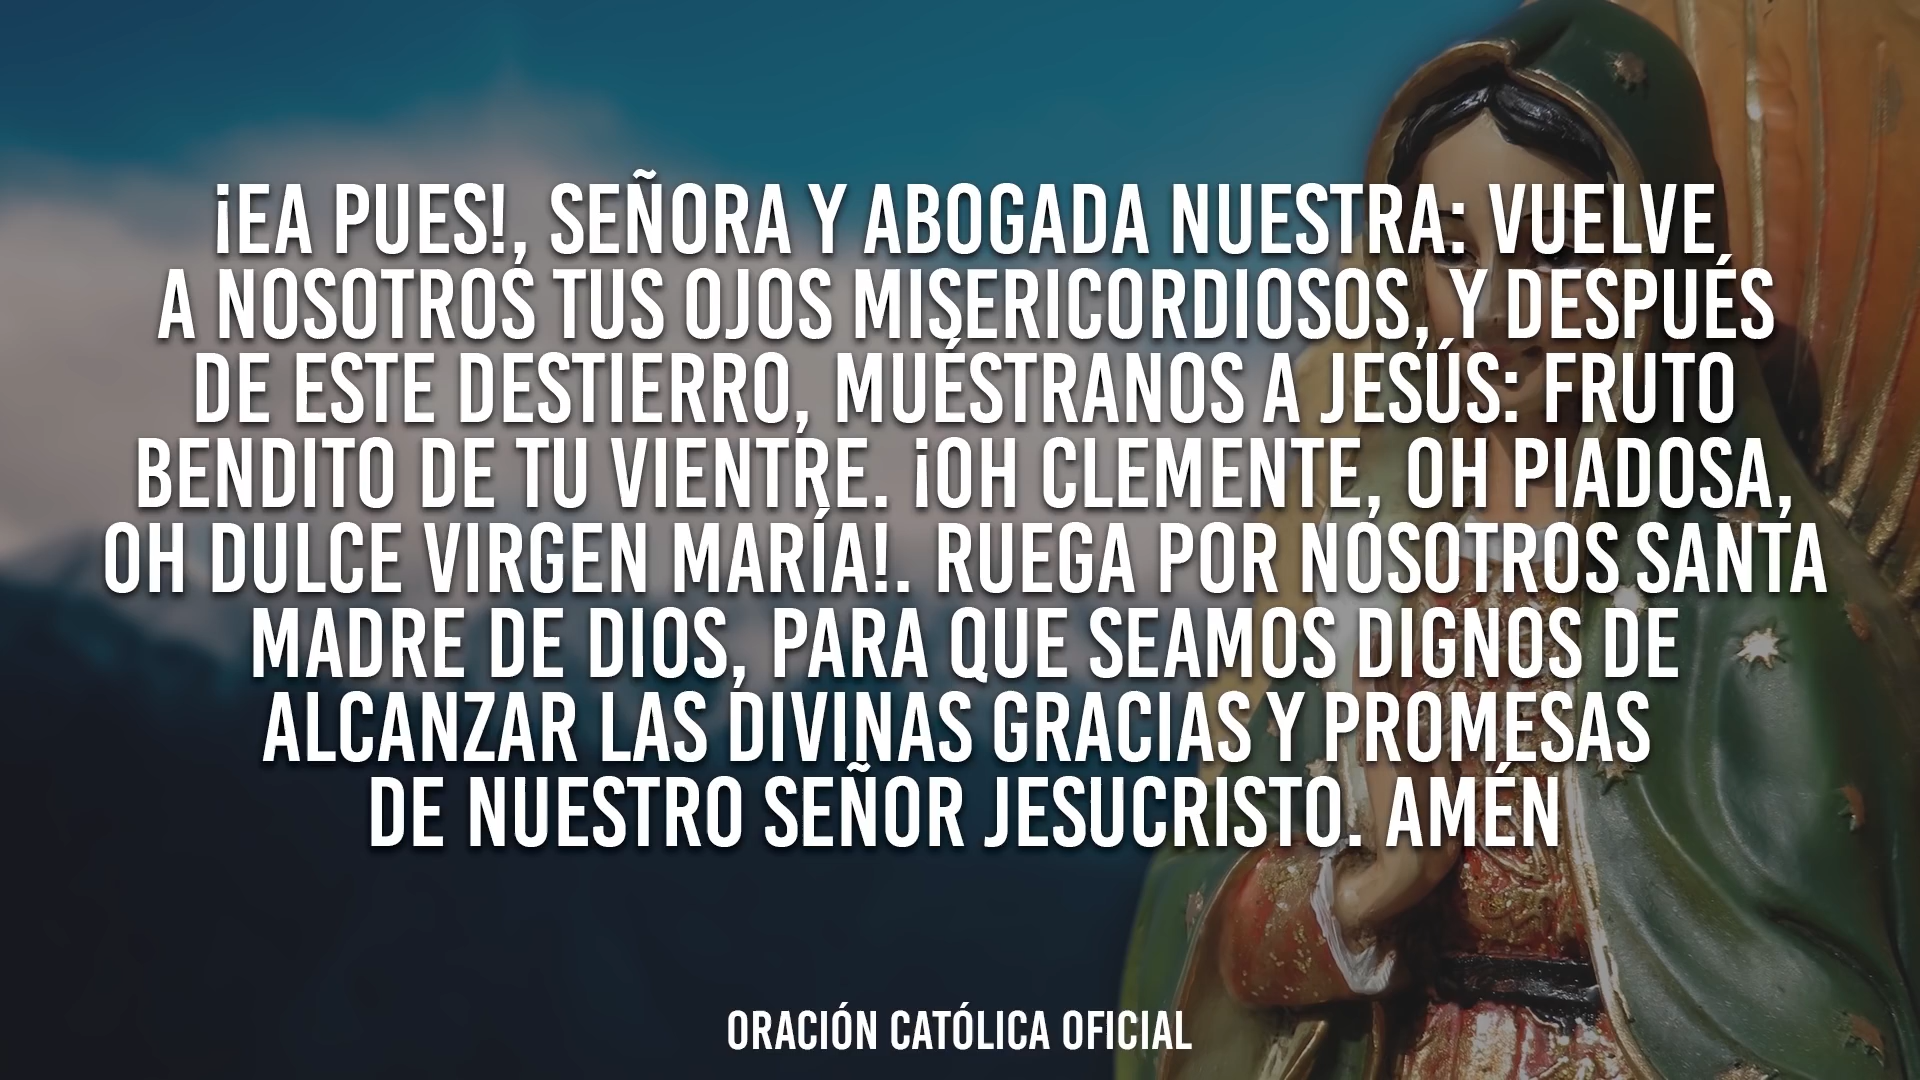 ¡EA PUES!, SEÑORA Y ABOGADA NUESTRA: VUELVE
A NOSOTROS TUS OJOS MISERICORDIOSOS, Y DESPUÉS
DE ESTE DESTIERRO, MUÉSTRANOS A JESÚS: FRUTO
BENDITO DE TU VIENTRE. ¡OH CLEMENTE, OH PIADOSA,
OH DULCE VIRGEN MARÍA!. RUEGA POR NOSOTROS SANTA
MADRE DE DIOS, PARA QUE SEAMOS DIGNOS DE
ALCANZAR LAS DIVINAS GRACIAS Y PROMESAS
DE NUESTRO SEÑOR JESUCRISTO. AMÉN
ORACIÓN CATÓLICA OFICIAL